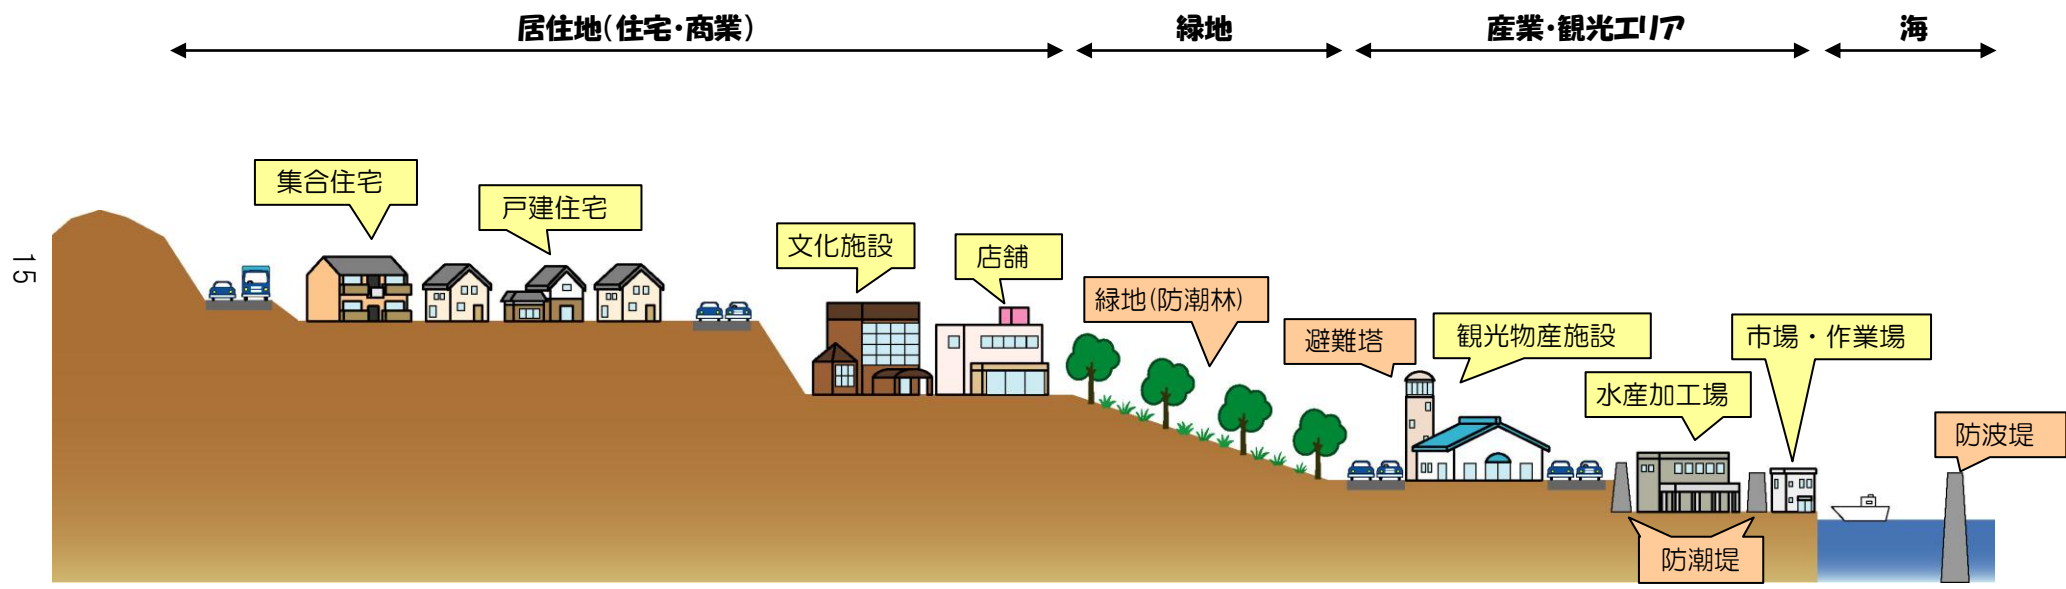 居住地(住宅・商業)
緑地
産業・観光エリア
海
集合住宅
戸建住宅
文化施設
店舗
緑地(防潮林)
避難塔
観光物産施設
市場・作業場
水産加工場
防波堤
防潮堤
15